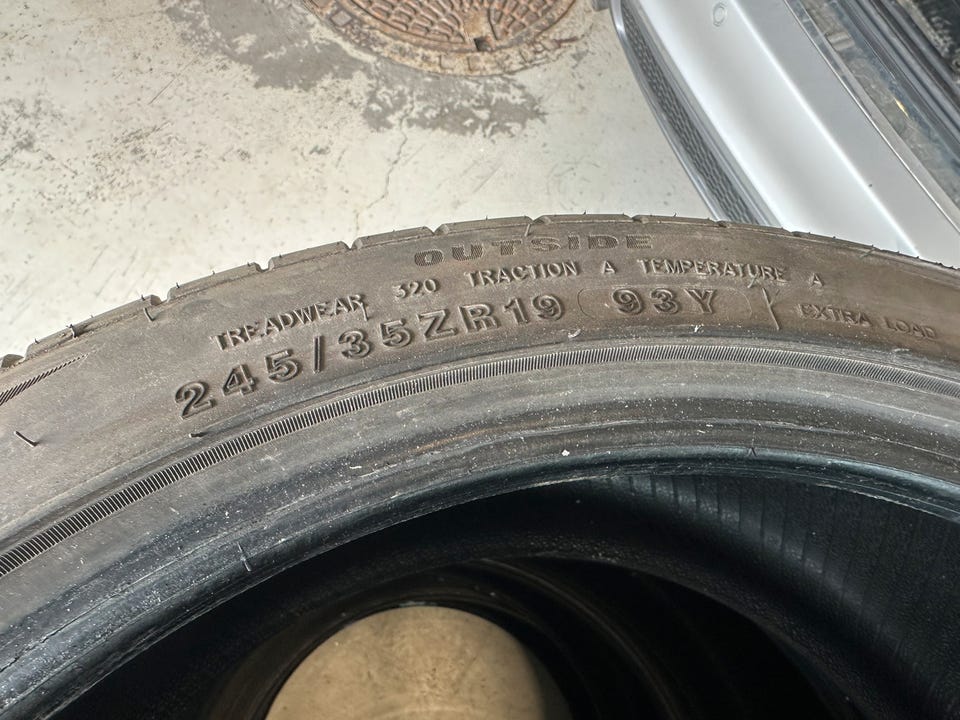 OUTSIDE
TREADWEAR 320 TRACTION A TEMPERATURE A
245/35ZR19 93Y EXTRA LOAD